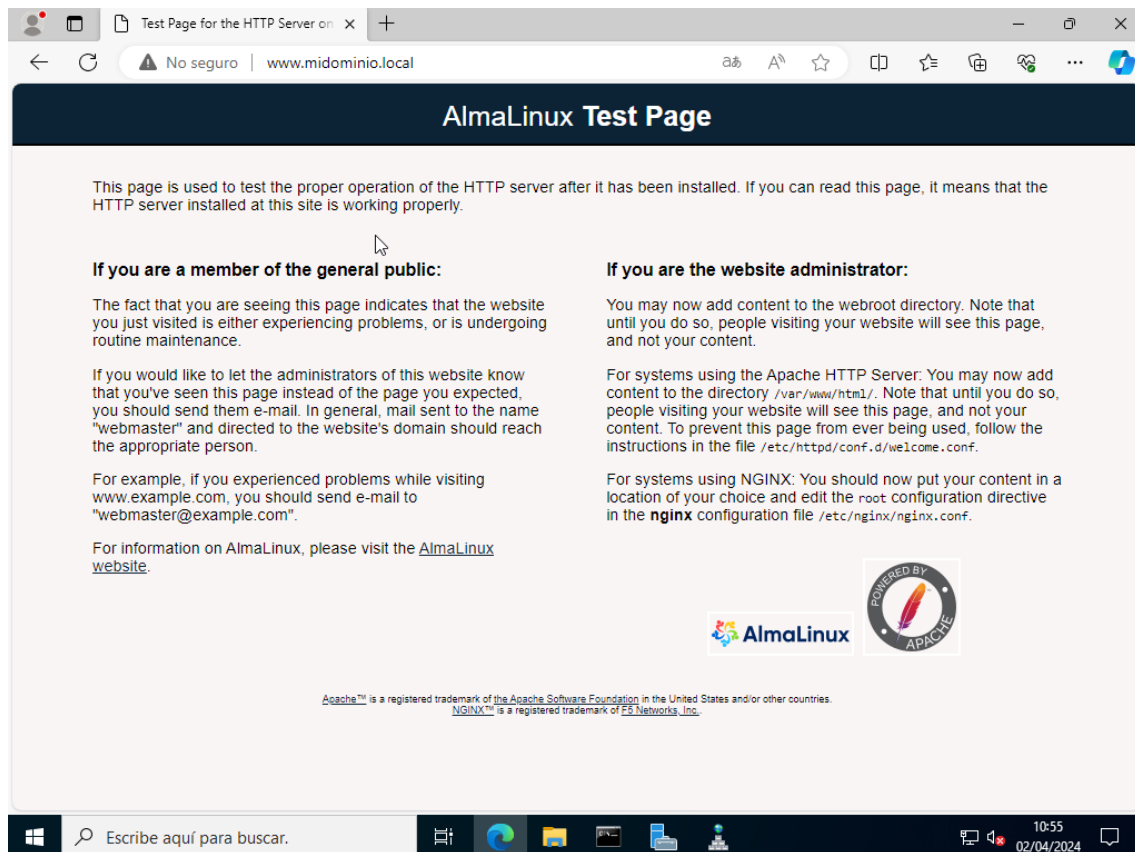 Test Page for the HTTP Server on
No seguro
www.midominio.local
AlmaLinux Test Page
This page is used to test the proper operation of the HTTP server after it has been installed. If you can read this page, it means that the
HTTP server installed at this site is working properly.
If you are a member of the general public:
The fact that you are seeing this page indicates that the website
you just visited is either experiencing problems, or is undergoing
routine maintenance.
If you would like to let the administrators of this website know
that you've seen this page instead of the page you expected,
you should send them e-mail. In general, mail sent to the name
"webmaster" and directed to the website's domain should reach
the appropriate person.
For example, if you experienced problems while visiting
www.example.com, you should send e-mail to
"webmaster@example.com".
For information on AlmaLinux, please visit the AlmaLinux
website.
If you are the website administrator:
You may now add content to the webroot directory. Note that
until you do so, people visiting your website will see this page,
and not your content.
For systems using the Apache HTTP Server: You may now add
content to the directory /var/www/html/. Note that until you do so,
people visiting your website will see this page, and not your
content. To prevent this page from ever being used, follow the
instructions in the file /etc/httpd/conf.d/welcome.conf.
For systems using NGINX: You should now put your content in a
location of your choice and edit the root configuration directive
in the nginx configuration file /etc/nginx/nginx.conf.
AlmaLinux
POWERED BY
APACHE
Apache™ is a registered trademark of the Apache Software Foundation in the United States and/or other countries.
NGINX™ is a registered trademark of F5 Networks, Inc..
Escribe aquí para buscar.
10:55
02/04/2024